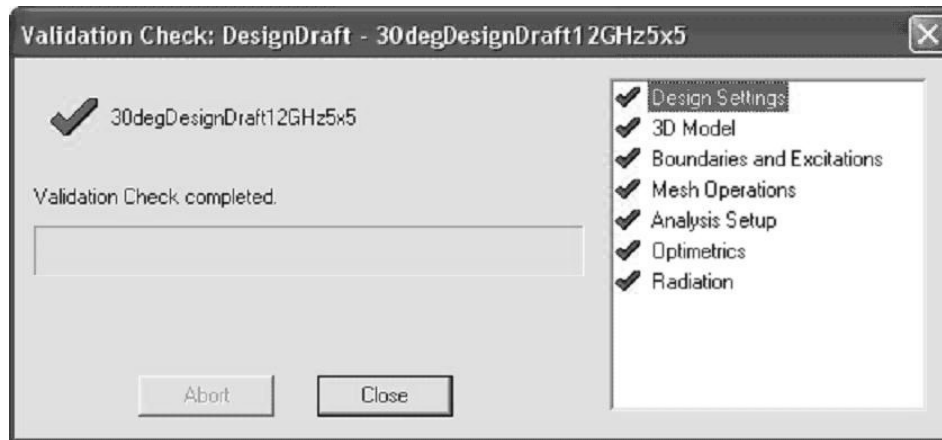 Validation Check: DesignDraft - 30degDesignDraft12GHz5x5
30degDesignDraft12GHz5x5
Validation Check completed.
Abort
Close
Design Settings
3D Model
Boundaries and Excitations
Mesh Operations
Analysis Setup
Optimetrics
Radiation